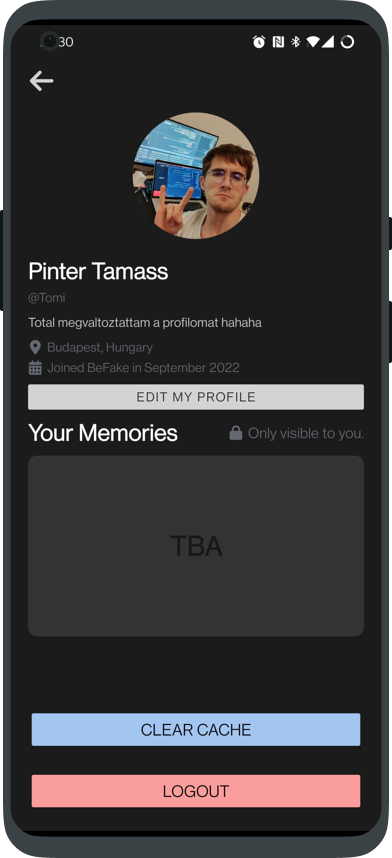 30
Pinter Tamass
@Tomi
Total megvaltoztattam a profilomat hahaha
Budapest, Hungary
Joined BeFake in September 2022
EDIT MY PROFILE
Your Memories
Only visible to you.
TBA
CLEAR CACHE
LOGOUT